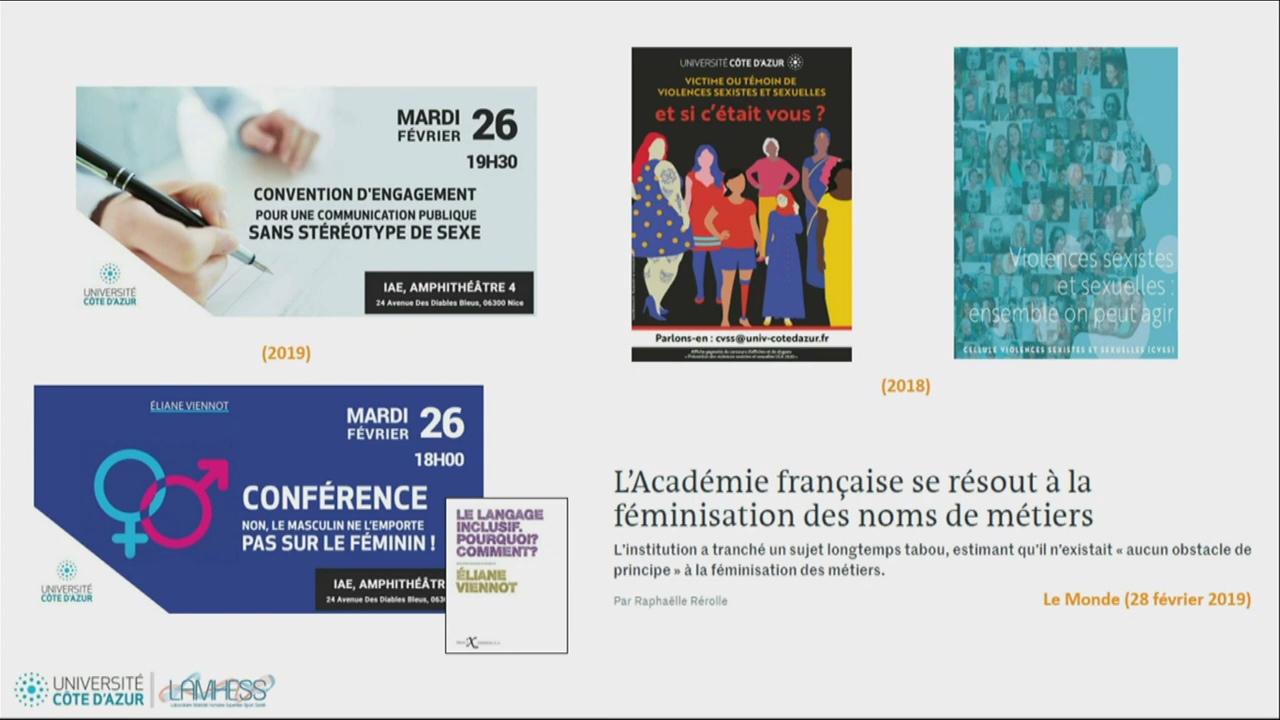 MARDI
FÉVRIER 26
19H30
CONVENTION D'ENGAGEMENT
POUR UNE COMMUNICATION PUBLIQUE
SANS STÉRÉOTYPE DE SEXE
UNIVERSITÉ
CÔTE D'AZUR
IAE, AMPHITHÉÂTRE 4
24 Avenue Des Diables Bleus, 06300 Nice
(2019)
UNIVERSITÉ CÔTE D'AZUR
VICTIME OU TÉMOIN DE
VIOLENCES SEXISTES ET SEXUELLES
et si c'était vous ?
Parlons-en : cvss@univ-cotedazur.fr
Violences sexistes
et sexuelles :
ensemble on peut agir
CELLULE VIOLENCES SEXISTES ET SEXUELLES (CVSS)
(2018)
ÉLIANE VIENNOT
MARDI
FÉVRIER 26
18H00
CONFÉRENCE
NON, LE MASCULIN NE L'EMPORTE
PAS SUR LE FÉMININ !
UNIVERSITÉ
CÔTE D'AZUR
IAE, AMPHITHÉÂTR
24 Avenue Des Diables Bleus, 063
LE LANGAGE
INCLUSIF.
POURQUOI?
COMMENT?
ÉLIANE
VIENNOT
L'Académie française se résout à la
féminisation des noms de métiers
L'institution a tranché un sujet longtemps tabou, estimant qu'il n'existait « aucun obstacle de
principe » à la féminisation des métiers.
Par Raphaëlle Rérolle
Le Monde (28 février 2019)
UNIVERSITÉ
CÔTE D'AZUR
LAMHESS